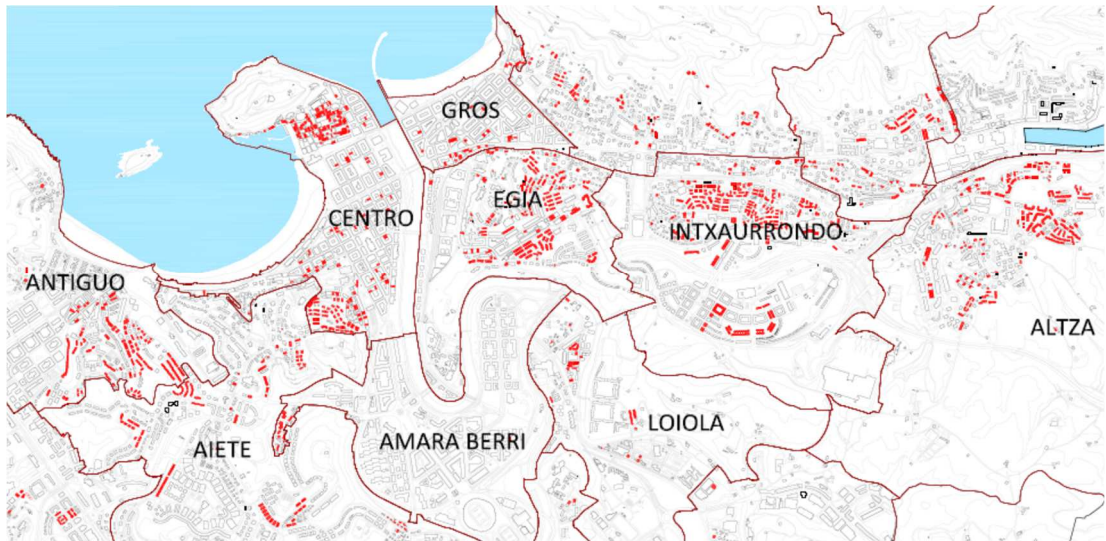 GROS
EGIA
CENTRO
INTXAURRONDO
ANTIGUO
ALTZA
LOIOLA
AMARA BERRI
AIETE